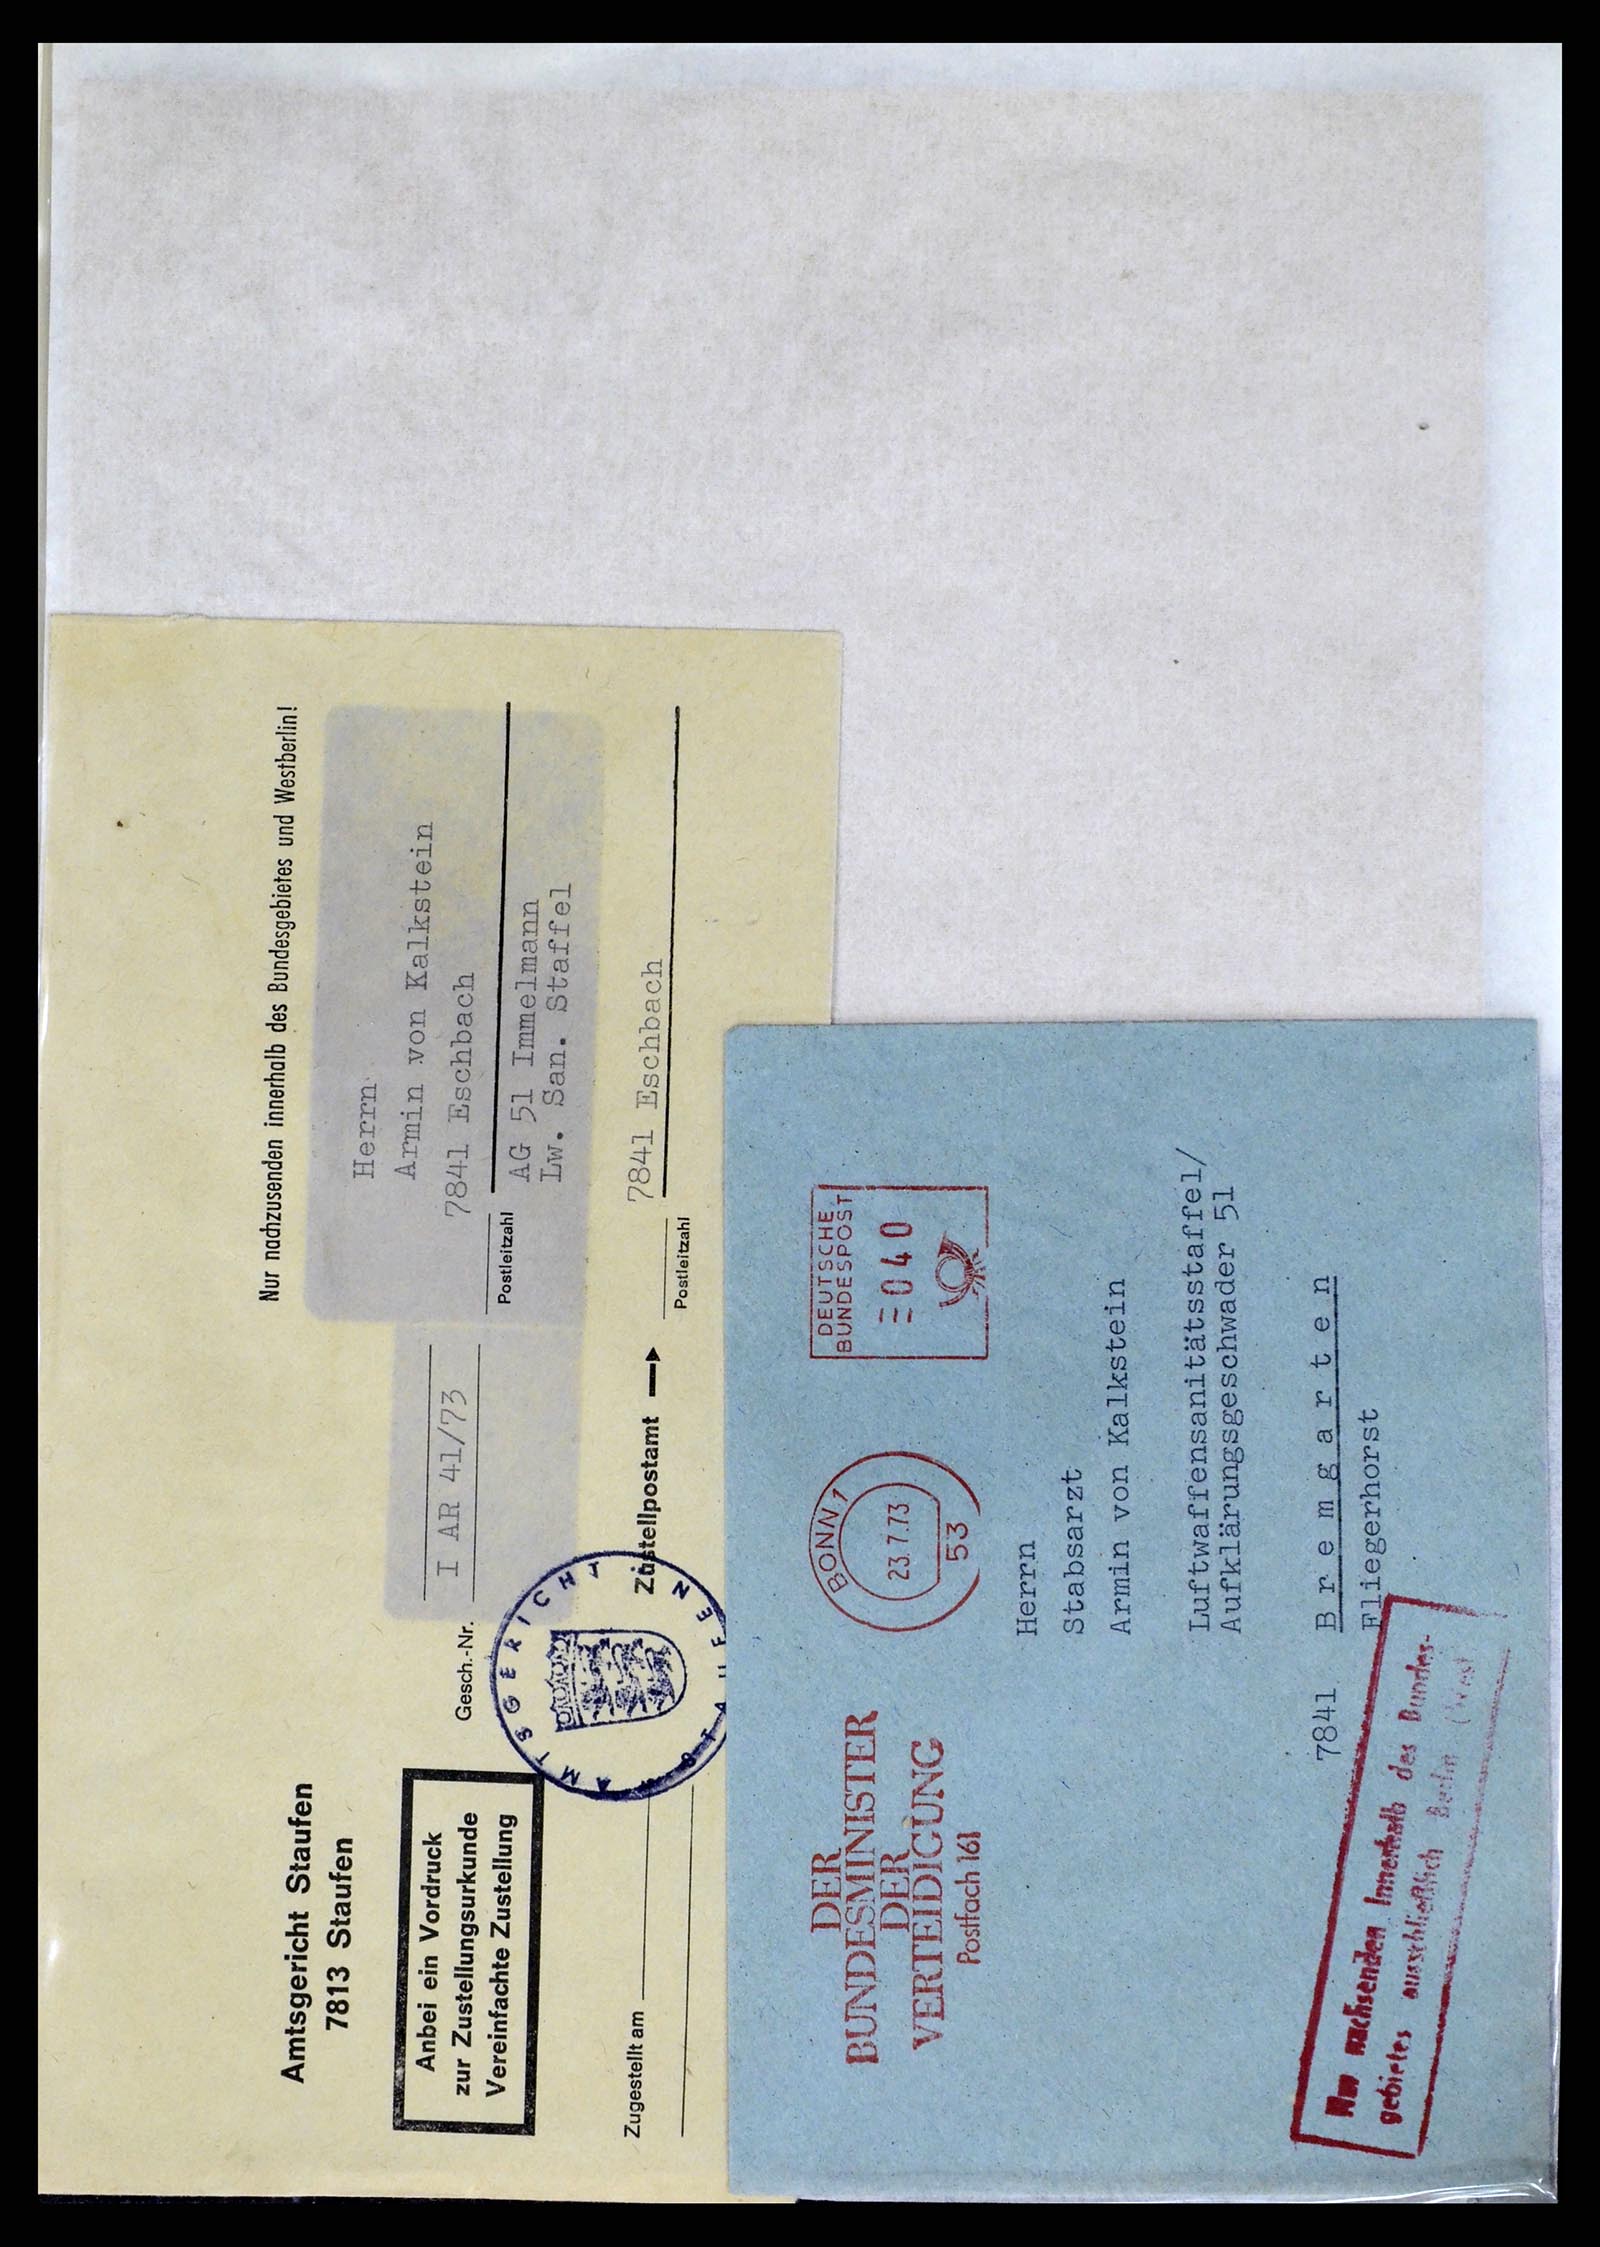 Amtsgericht Staufen
7813 Staufen
Nur nachzusenden innerhalb des Bundesgebietes und Westberlin!
Anbei ein Vordruck
zur Zustellungsurkunde
Vereinfachte Zustellung
Gesch.-Nr. I AR 41/73
Herrn
Armin von Kalkstein
7841 Eschbach
Postleitzahl
AG 51 Immelmann
Lw. San. Staffel
AMTSGERICHT STAUFEN
Zugestellt am
Zustellpostamt
7841 Eschbach
Postleitzahl
DER
BUNDESMINISTER
DER
VERTEIDIGUNG
Postfach 161
BONN 1
23.7.73
53
DEUTSCHE
BUNDESPOST
040
Herrn
Stabsarzt
Armin von Kalkstein
Luftwaffensanitätsstaffel/
Aufklärungsgeschwader 51
7841 Bremgarten
Fliegerhorst
Nur nachsenden innerhalb des Bundes-
gebietes ausschließlich Berlin (West